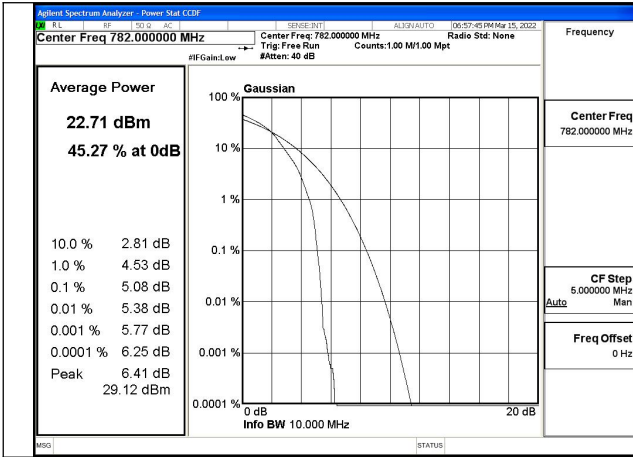 Agilent Spectrum Analyzer - Power Stat CCDF
RL RF 50 Ω AC SENSE:INT ALIGN AUTO 06:57:45 PM Mar 15, 2022
Center Freq 782.000000 MHz
Center Freq: 782.000000 MHz Radio Std: None
Trig: Free Run Counts:1.00 M/1.00 Mpt
#IFGain:Low #Atten: 40 dB
Frequency
Average Power
22.71 dBm
45.27 % at 0dB
10.0 % 2.81 dB
1.0 % 4.53 dB
0.1 % 5.08 dB
0.01 % 5.38 dB
0.001 % 5.77 dB
0.0001 % 6.25 dB
Peak 6.41 dB
29.12 dBm
Gaussian
100 %
10 %
1 %
0.1 %
0.01 %
0.001 %
0.0001 %
0 dB 20 dB
Info BW 10.000 MHz
Center Freq
782.000000 MHz
CF Step
5.000000 MHz
Auto Man
Freq Offset
0 Hz
MSG STATUS